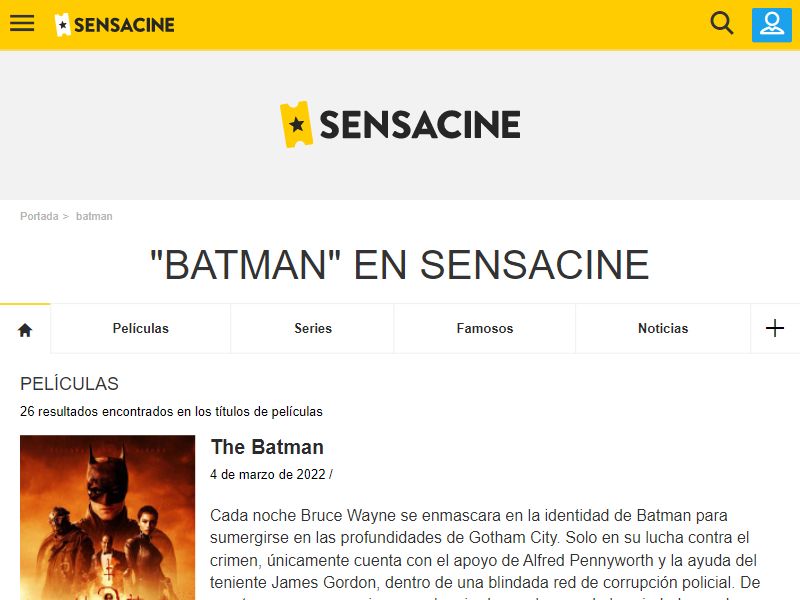 SENSACINE
SENSACINE
Portada > batman
"BATMAN" EN SENSACINE
Películas
Series
Famosos
Noticias
PELÍCULAS
26 resultados encontrados en los títulos de películas
The Batman
4 de marzo de 2022 /
Cada noche Bruce Wayne se enmascara en la identidad de Batman para
sumergirse en las profundidades de Gotham City. Solo en su lucha contra el
crimen, únicamente cuenta con el apoyo de Alfred Pennyworth y la ayuda del
teniente James Gordon, dentro de una blindada red de corrupción policial. De